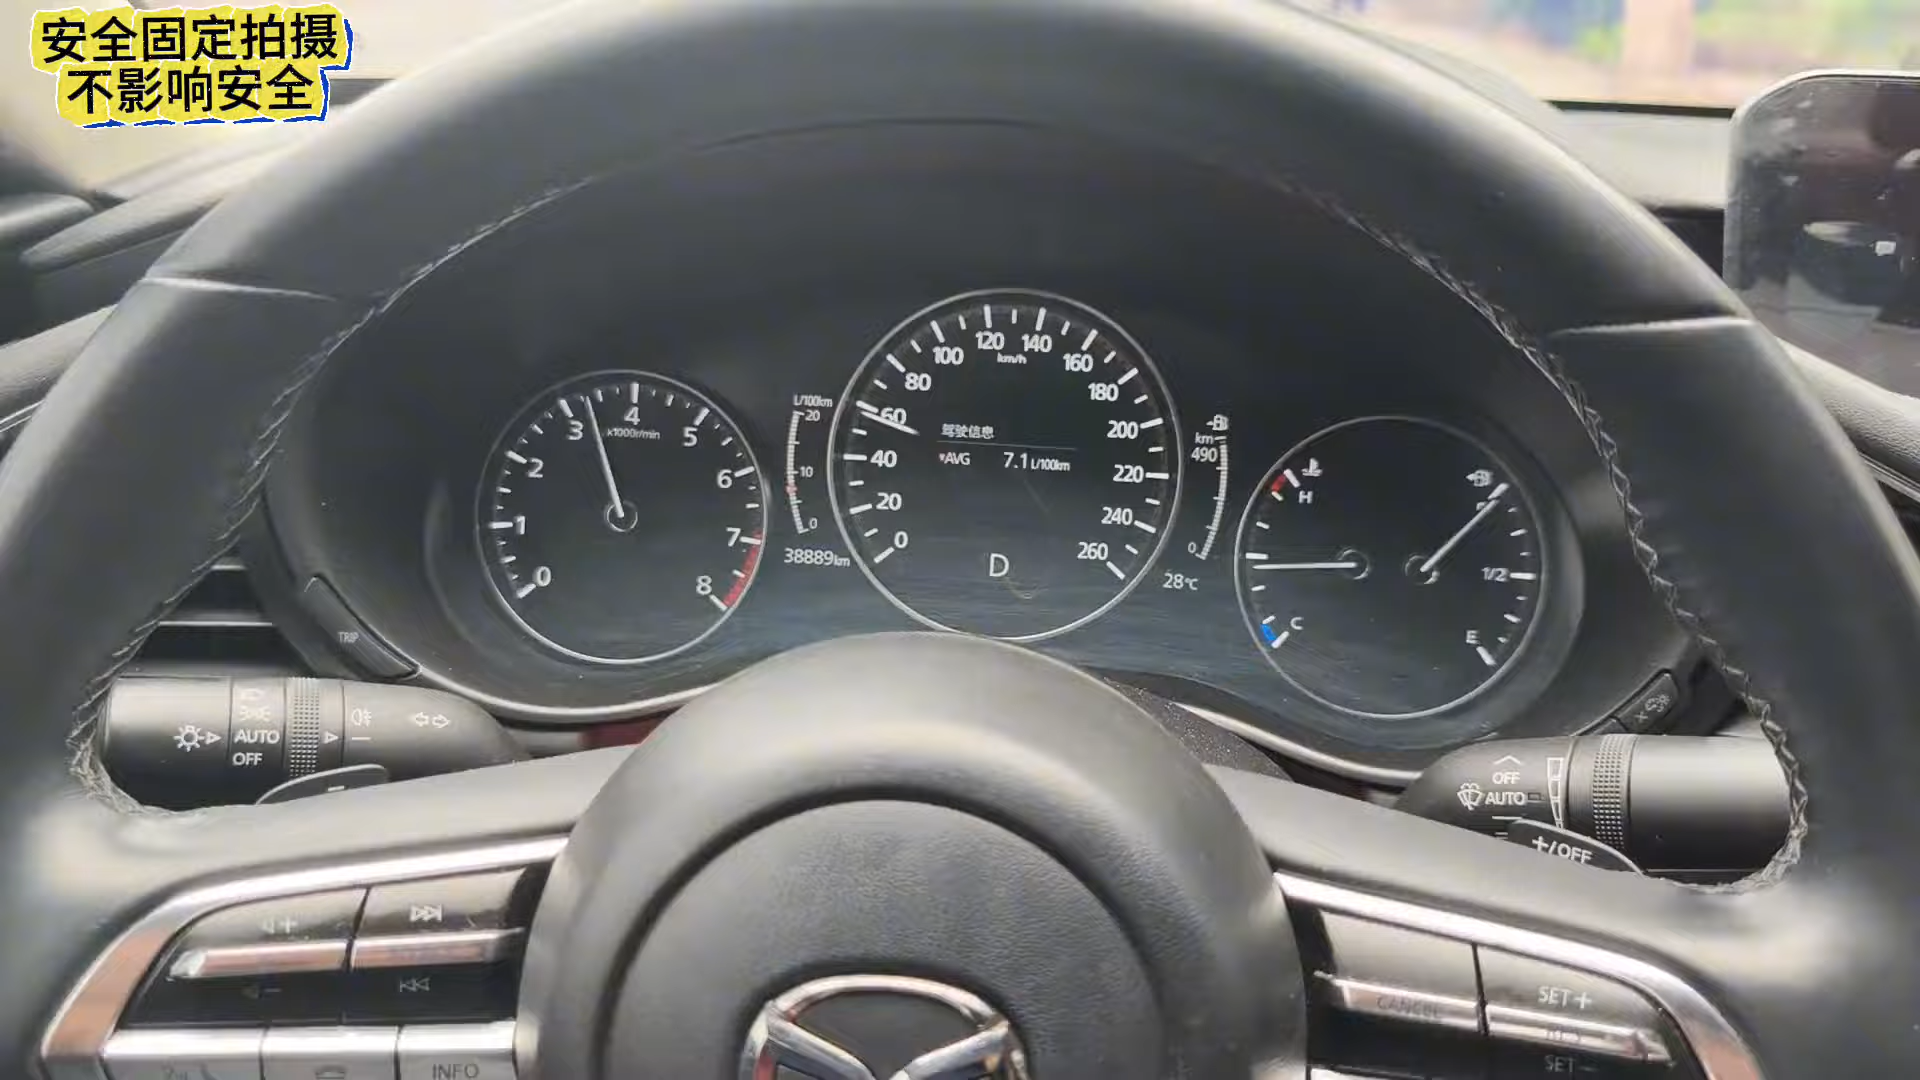 安全固定拍摄
不影响安全
0
1
2
3
4
5
6
7
8
x1000r/min
L/100km
20
10
0
38889km
0
20
40
60
80
100
120
140
160
180
200
220
240
260
km/h
驾驶信息
AVG 7.1 L/100km
D
km
490
0
28℃
H
C
1/2
E
TRIP
AUTO
OFF
OFF
AUTO
+/OFF
INFO
CANCEL
SET+
SET-